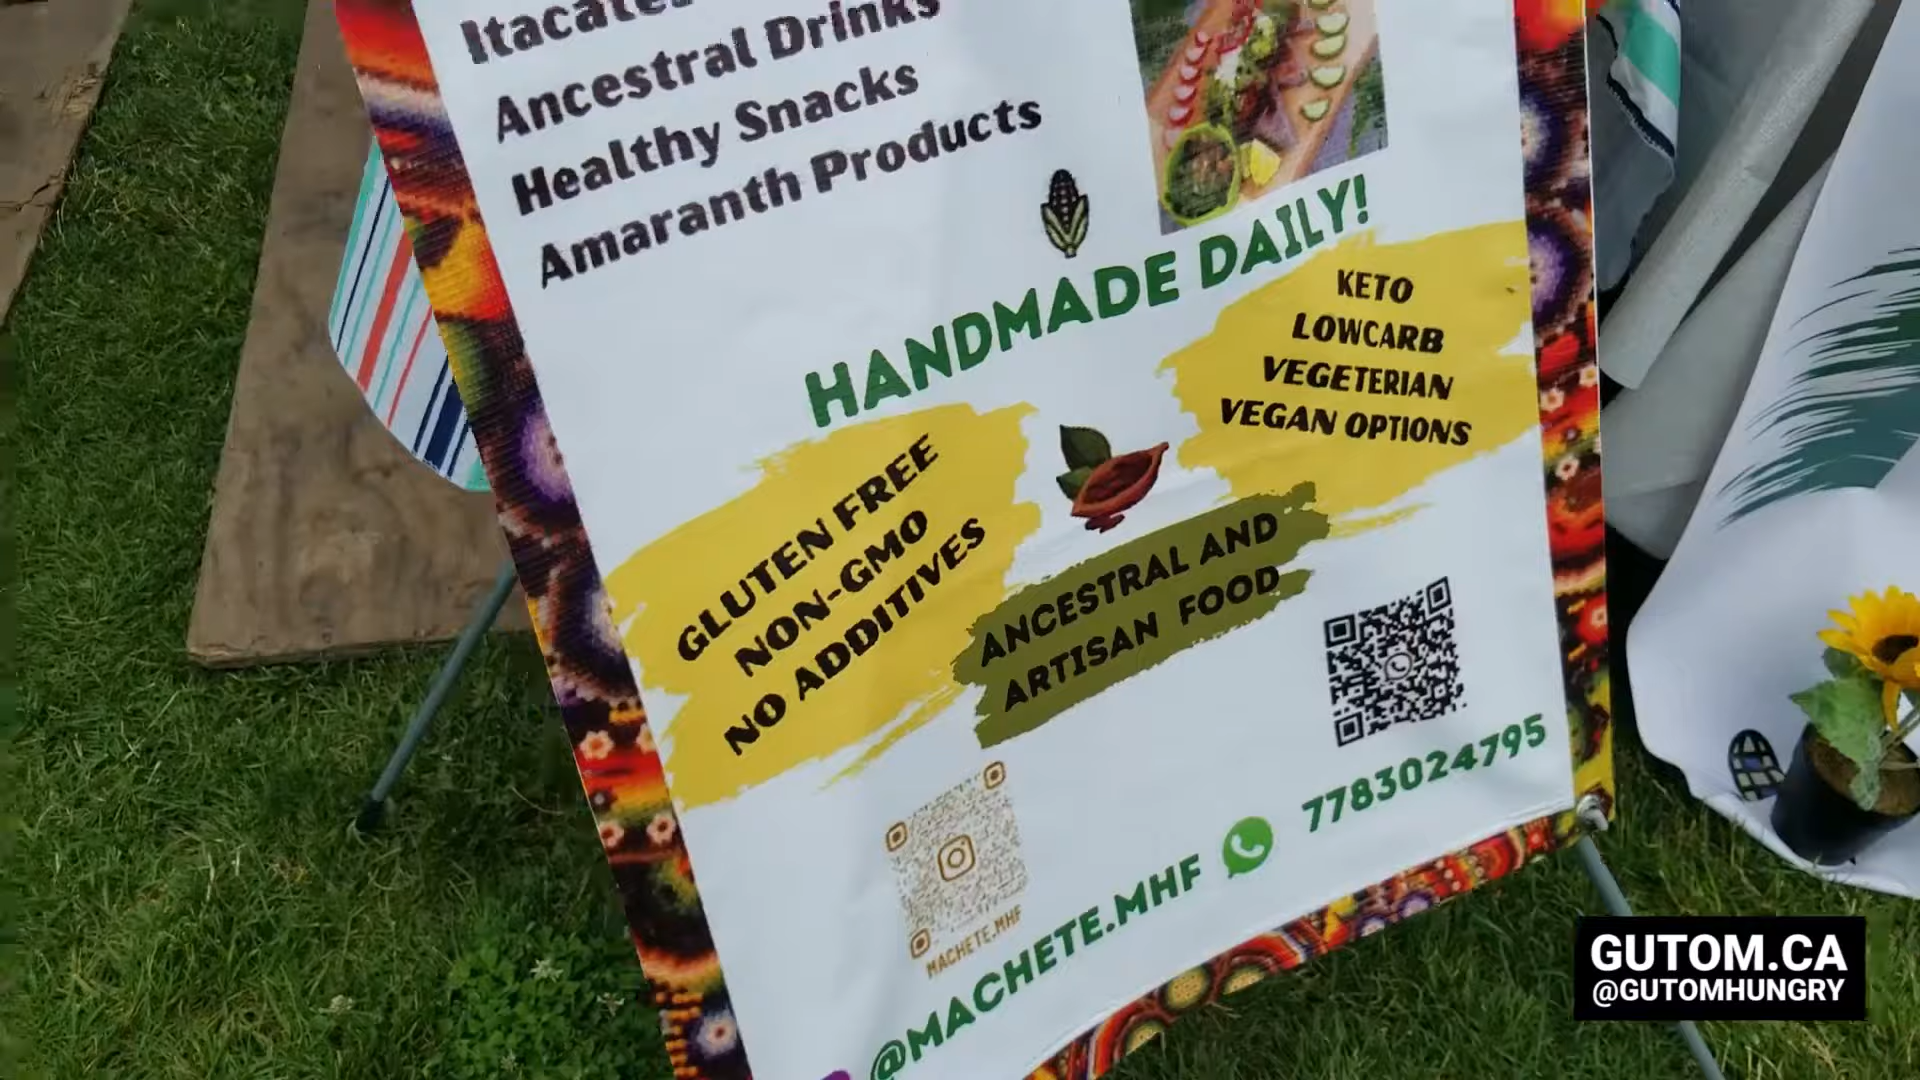 Ancestral Drinks
Healthy Snacks
Amaranth Products
HANDMADE DAILY!
KETO
LOWCARB
VEGETERIAN
VEGAN OPTIONS
GLUTEN FREE
NON-GMO
NO ADDITIVES
ANCESTRAL AND
ARTISAN FOOD
MACHETE.MHF
@MACHETE.MHF
7783024795
GUTOM.CA
@GUTOMHUNGRY